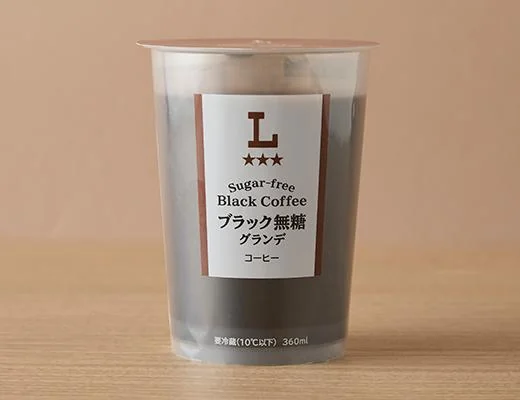 L
★★★
Sugar-free
Black Coffee
ブラック無糖
グランデ
コーヒー
要冷蔵(10℃以下) 360ml